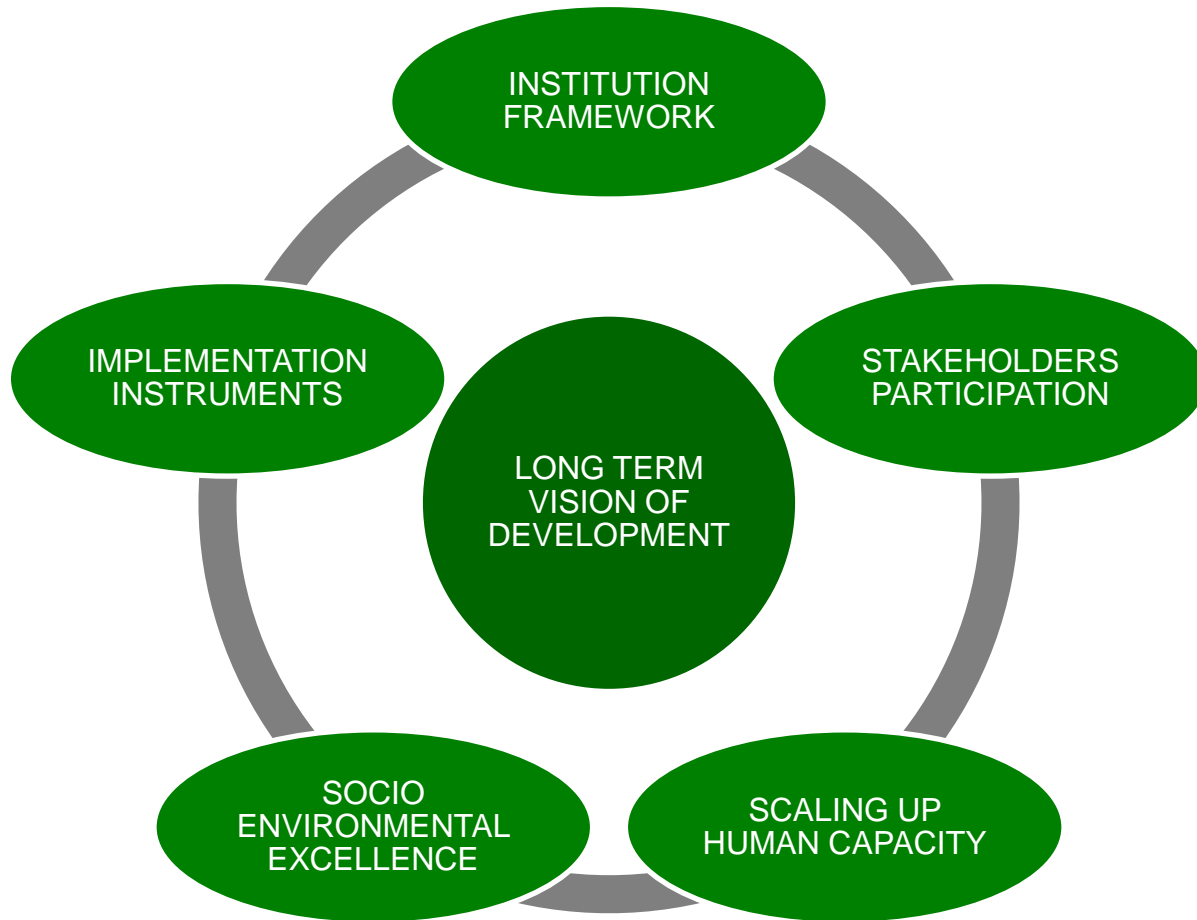 INSTITUTION
FRAMEWORK
IMPLEMENTATION
INSTRUMENTS
STAKEHOLDERS
PARTICIPATION
LONG TERM
VISION OF
DEVELOPMENT
SOCIO
ENVIRONMENTAL
EXCELLENCE
SCALING UP
HUMAN CAPACITY